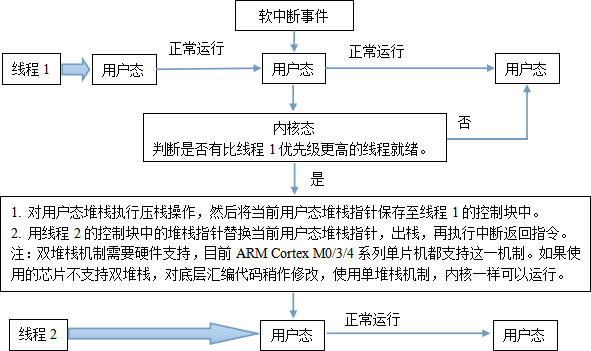 软中断事件
正常运行
正常运行
线程 1
用户态
用户态
用户态
内核态
判断是否有比线程 1 优先级更高的线程就绪。
否
是
1. 对用户态堆栈执行压栈操作，然后将当前用户态堆栈指针保存至线程 1 的控制块中。
2. 用线程 2 的控制块中的堆栈指针替换当前用户态堆栈指针，出栈，再执行中断返回指令。
注：双堆栈机制需要硬件支持，目前 ARM Cortex M0/3/4 系列单片机都支持这一机制。如果使
用的芯片不支持双堆栈，对底层汇编代码稍作修改，使用单堆栈机制，内核一样可以运行。
线程 2
用户态
正常运行
用户态